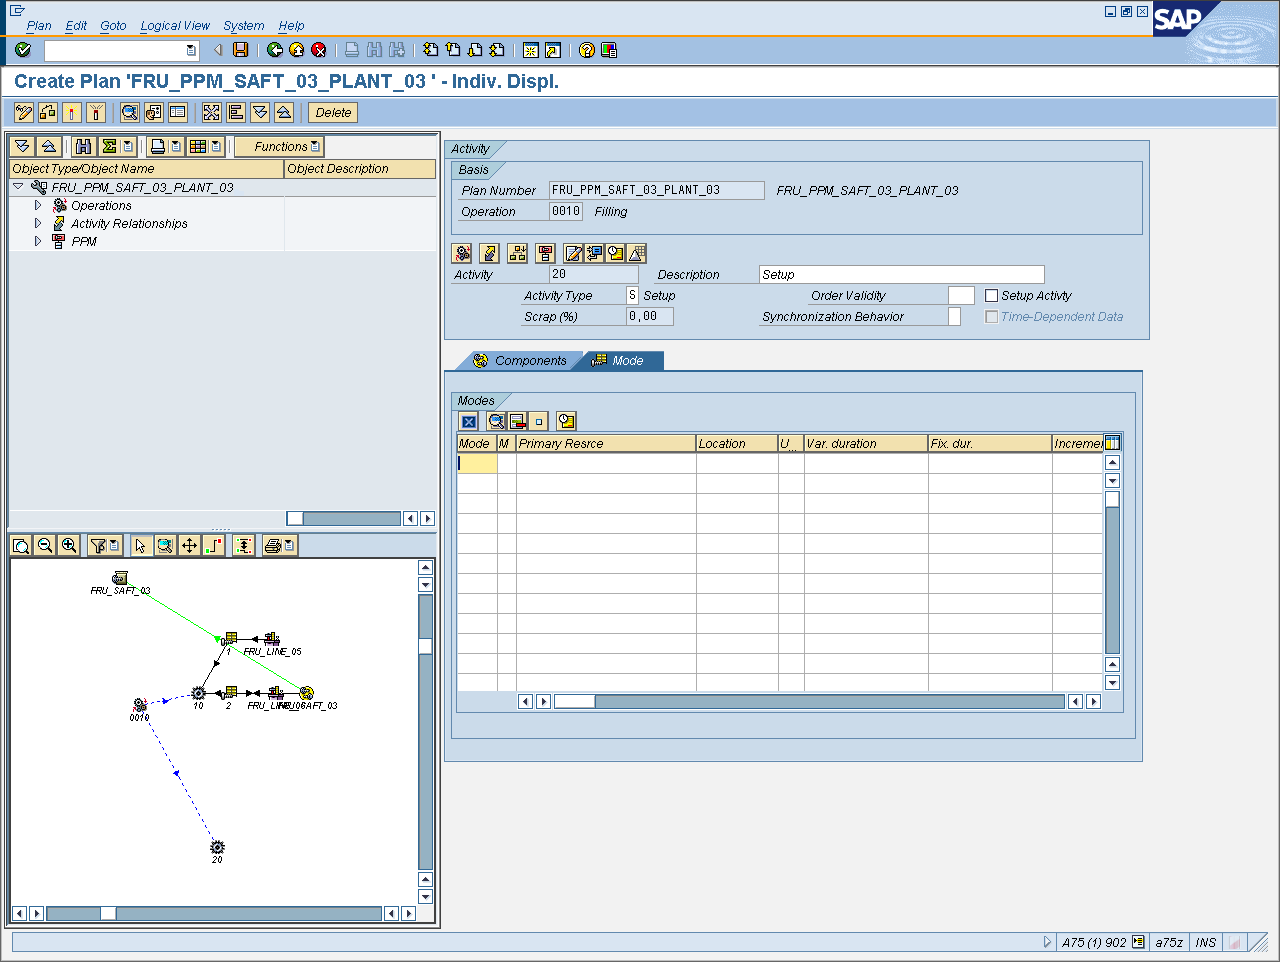 Plan Edit Goto Logical View System Help
SAP
Create Plan 'FRU_PPM_SAFT_03_PLANT_03 ' - Indiv. Displ.
Delete
Functions
Object Type/Object Name Object Description
FRU_PPM_SAFT_03_PLANT_03
Operations
Activity Relationships
PPM
Activity
Basis
Plan Number FRU_PPM_SAFT_03_PLANT_03 FRU_PPM_SAFT_03_PLANT_03
Operation 0010 Filling
Activity 20 Description Setup
Activity Type S Setup Order Validity Setup Activty
Scrap (%) 0,00 Synchronization Behavior Time-Dependent Data
Components Mode
Modes
Mode M Primary Resrce Location U... Var. duration Fix. dur. Incremer
FRU_SAFT_03
1 FRU_LINE_05
10 2
0010
20
A75 (1) 902 a75z INS